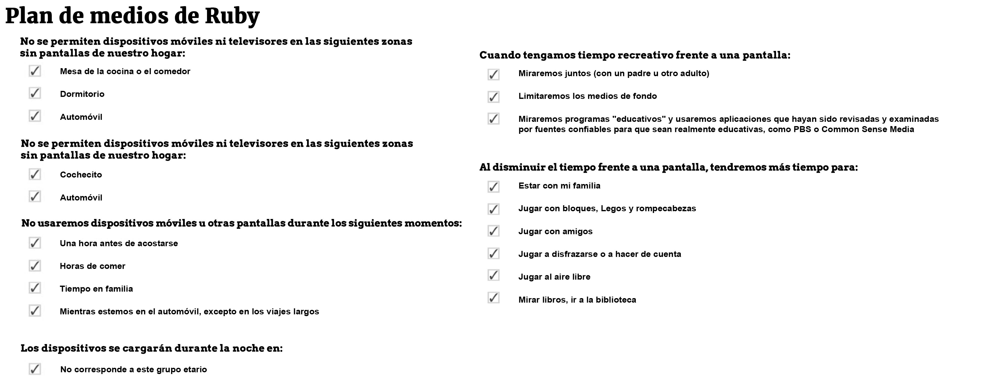 Plan de medios de Ruby
No se permiten dispositivos móviles ni televisores en las siguientes zonas
sin pantallas de nuestro hogar:
Mesa de la cocina o el comedor
Dormitorio
Automóvil
No se permiten dispositivos móviles ni televisores en las siguientes zonas
sin pantallas de nuestro hogar:
Cochecito
Automóvil
No usaremos dispositivos móviles u otras pantallas durante los siguientes momentos:
Una hora antes de acostarse
Horas de comer
Tiempo en familia
Mientras estemos en el automóvil, excepto en los viajes largos
Los dispositivos se cargarán durante la noche en:
No corresponde a este grupo etario
Cuando tengamos tiempo recreativo frente a una pantalla:
Miraremos juntos (con un padre u otro adulto)
Limitaremos los medios de fondo
Miraremos programas "educativos" y usaremos aplicaciones que hayan sido revisadas y examinadas
por fuentes confiables para que sean realmente educativas, como PBS o Common Sense Media
Al disminuir el tiempo frente a una pantalla, tendremos más tiempo para:
Estar con mi familia
Jugar con bloques, Legos y rompecabezas
Jugar con amigos
Jugar a disfrazarse o a hacer de cuenta
Jugar al aire libre
Mirar libros, ir a la biblioteca